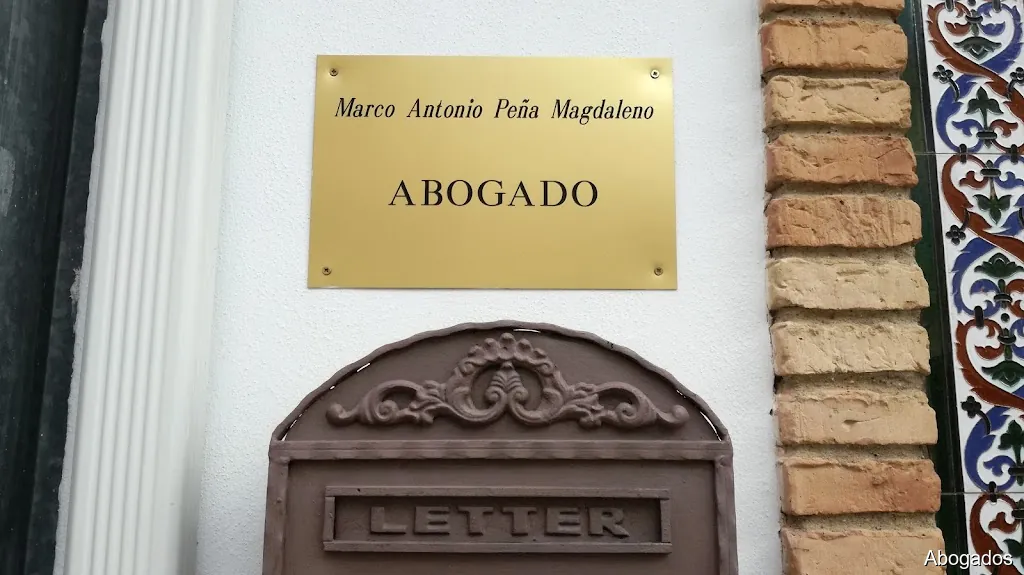 Marco Antonio Peña Magdaleno
ABOGADO
LETTER
Abogados